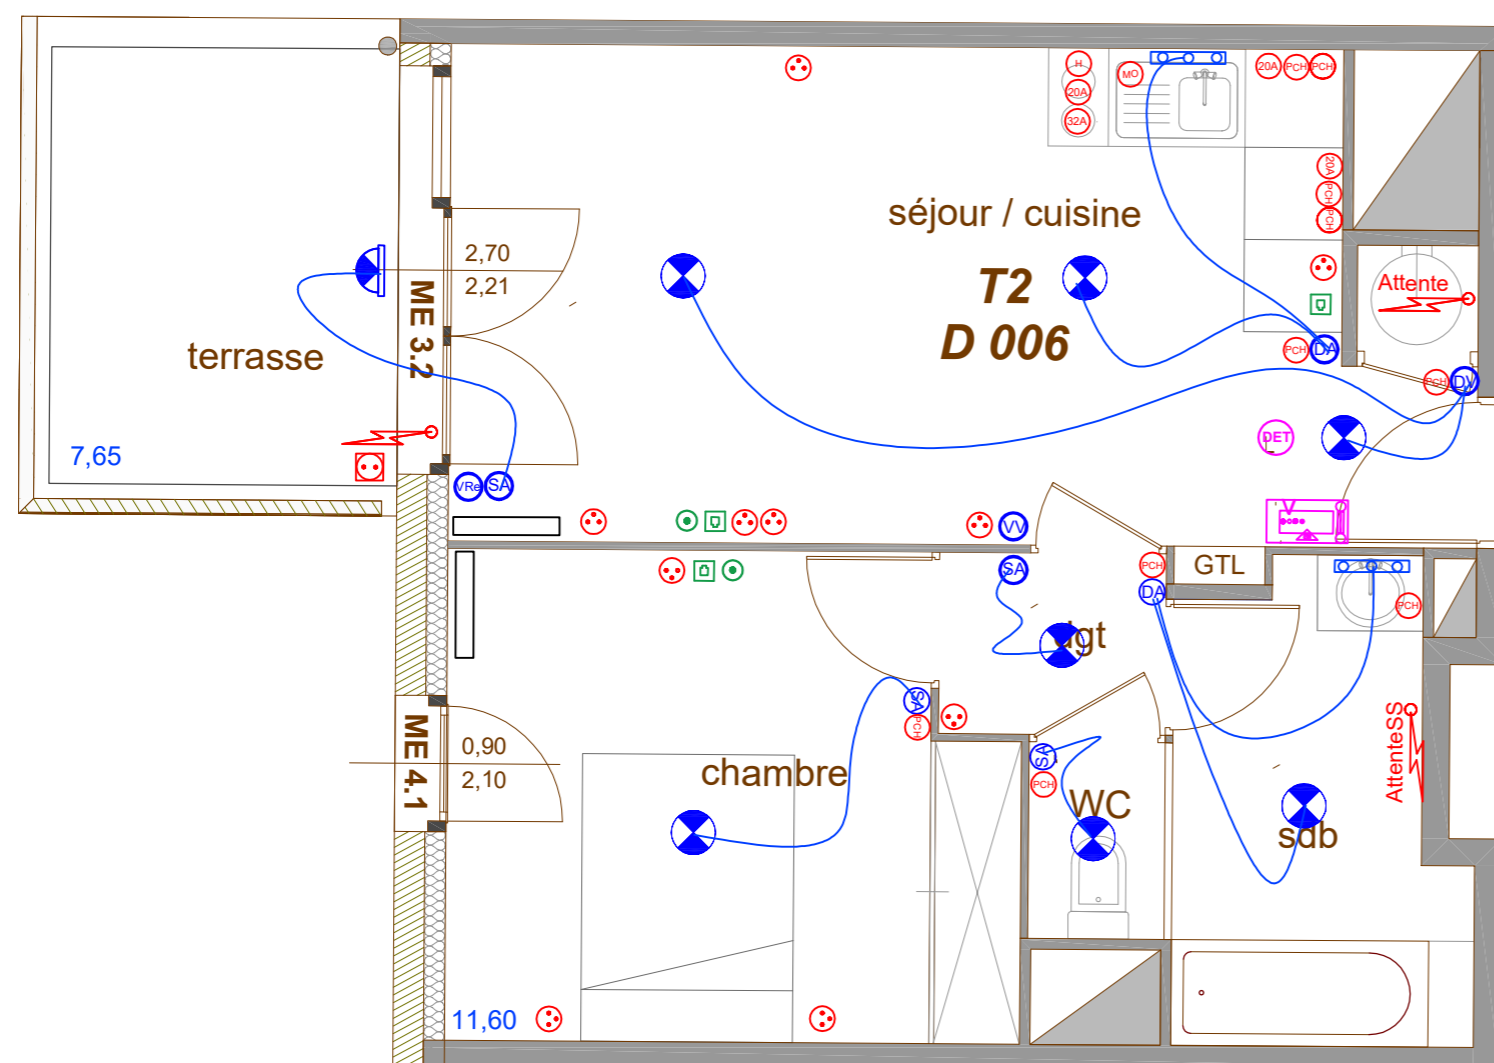 H
20A
32A
MO
20A
PCH
PCH
20A
PCH
PCH
séjour / cuisine
T2
D 006
2,70
2,21
ME 3.2
terrasse
7,65
Attente
PCH
DA
PCH
DV
DET
VRe
SA
VV
SA
PCH
DA
GTL
PCH
dgt
SA
PCH
ME 4.1
0,90
2,10
chambre
SA
PCH
WC
AttenteSS
sdb
11,60